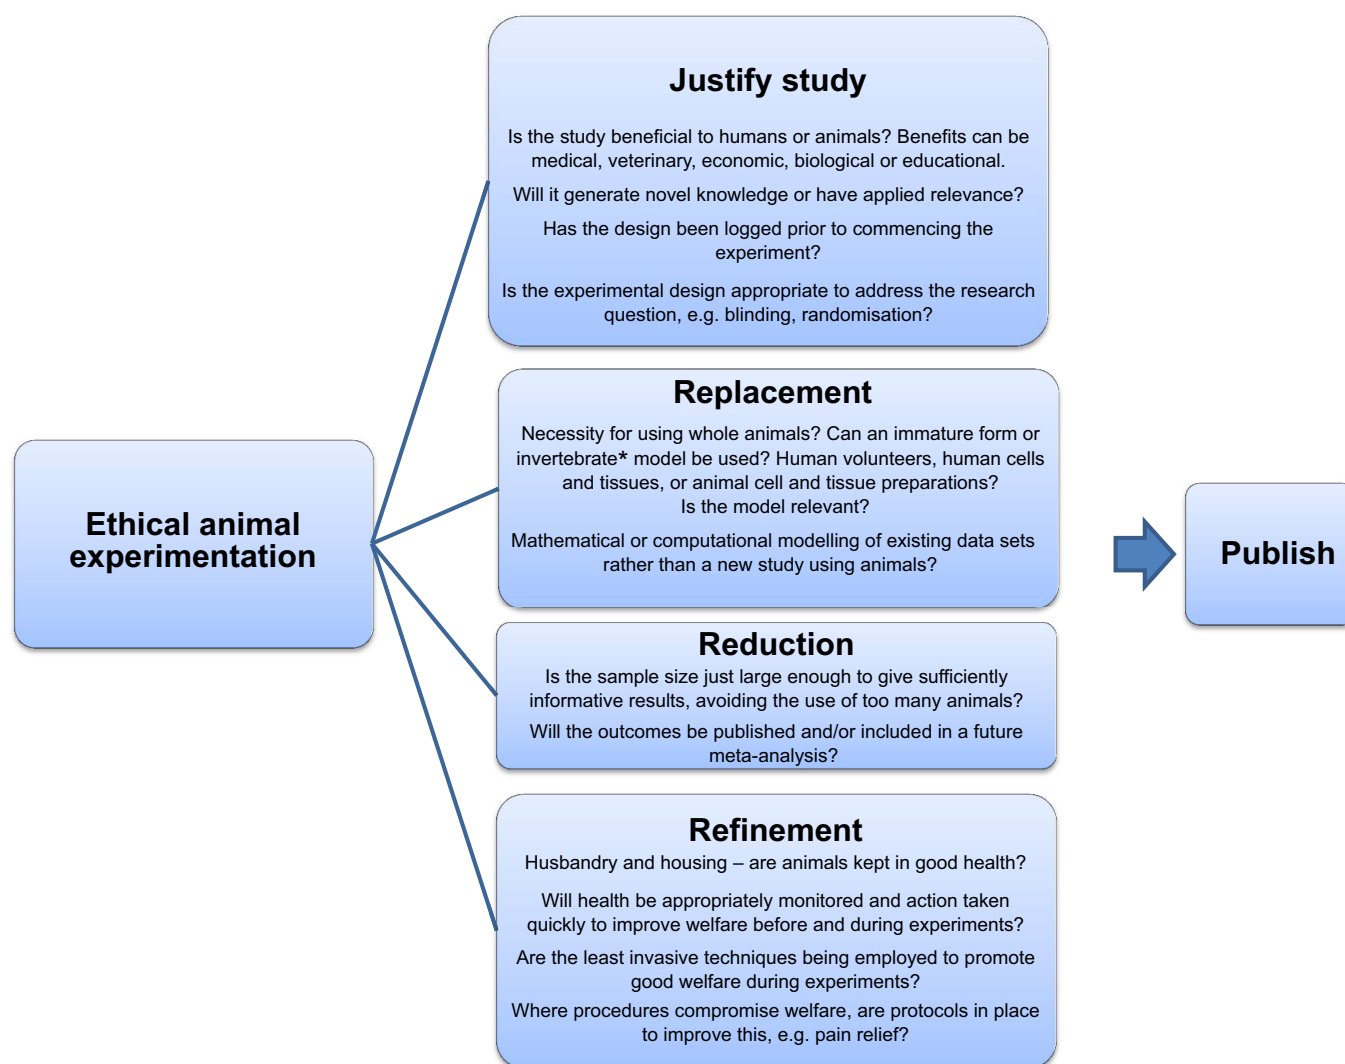 Justify study
Is the study beneficial to humans or animals? Benefits can be
medical, veterinary, economic, biological or educational.
Will it generate novel knowledge or have applied relevance?
Has the design been logged prior to commencing the
experiment?
Is the experimental design appropriate to address the research
question, e.g. blinding, randomisation?
Replacement
Necessity for using whole animals? Can an immature form or
invertebrate* model be used? Human volunteers, human cells
and tissues, or animal cell and tissue preparations?
Is the model relevant?
Mathematical or computational modelling of existing data sets
rather than a new study using animals?
Ethical animal
experimentation
Publish
Reduction
Is the sample size just large enough to give sufficiently
informative results, avoiding the use of too many animals?
Will the outcomes be published and/or included in a future
meta-analysis?
Refinement
Husbandry and housing – are animals kept in good health?
Will health be appropriately monitored and action taken
quickly to improve welfare before and during experiments?
Are the least invasive techniques being employed to promote
good welfare during experiments?
Where procedures compromise welfare, are protocols in place
to improve this, e.g. pain relief?